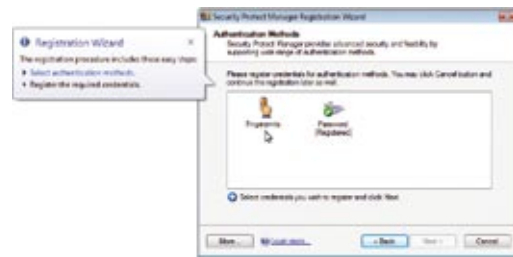 Registration Wizard
The registration procedure includes these easy steps:
Select authentication methods.
Register the required credentials.
Security Protect Manager Registration Wizard
Authentication Methods
Security Protect Manager provides advanced security and flexibility by
supporting wide range of authentication methods.
Please register credentials for authentication methods. You may click Cancel button and
continue the registration later as well.
Fingerprints
Password
[Registered]
Select credentials you wish to register and click Next.
More...
Learn more...
< Back
Next >
Cancel